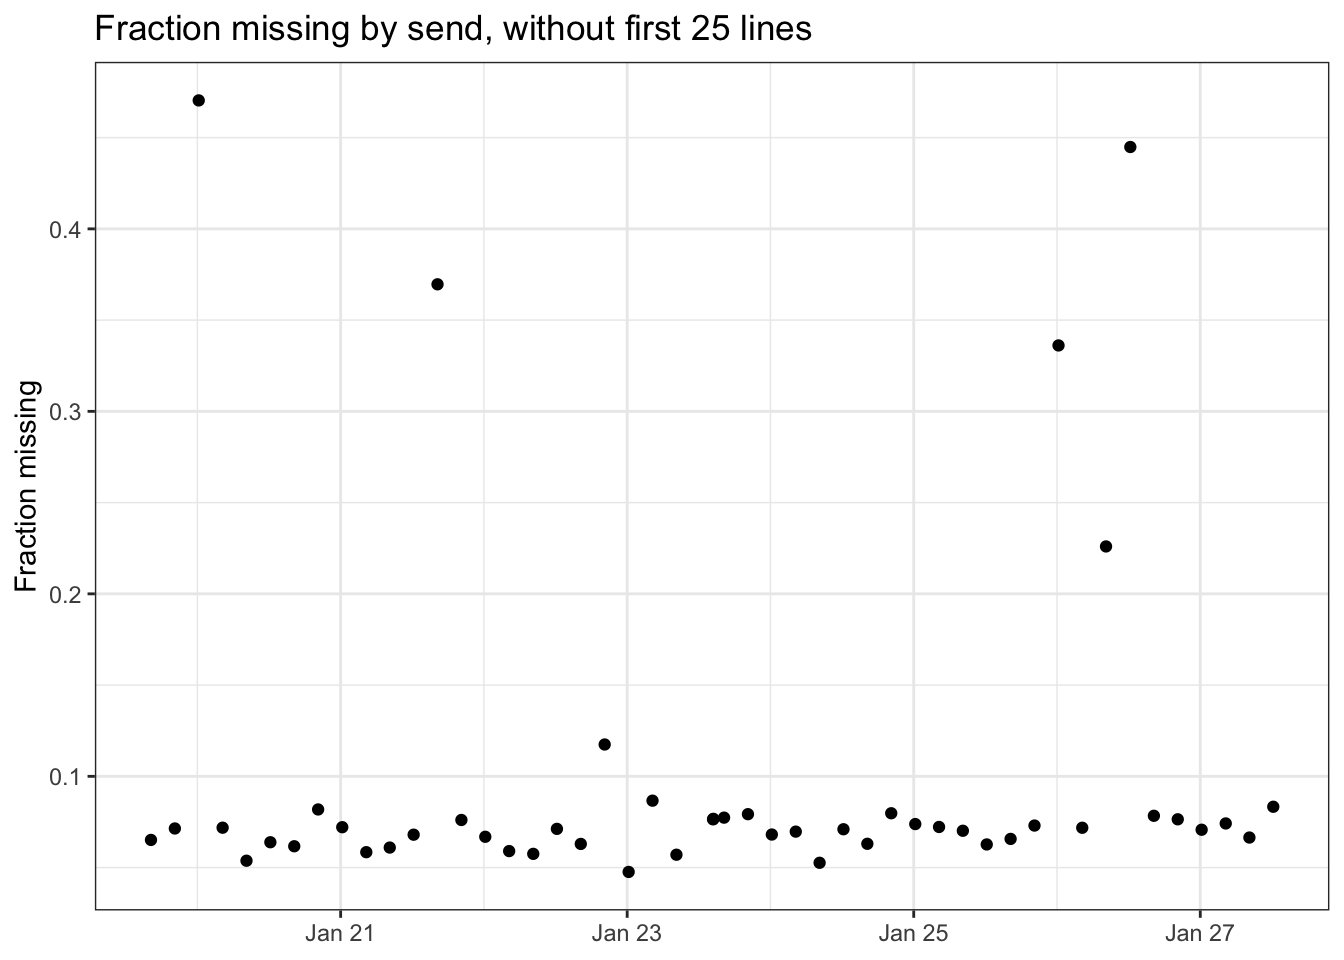 Fraction missing by send, without first 25 lines
Fraction missing
0.4
0.3
0.2
0.1
Jan 21 Jan 23 Jan 25 Jan 27